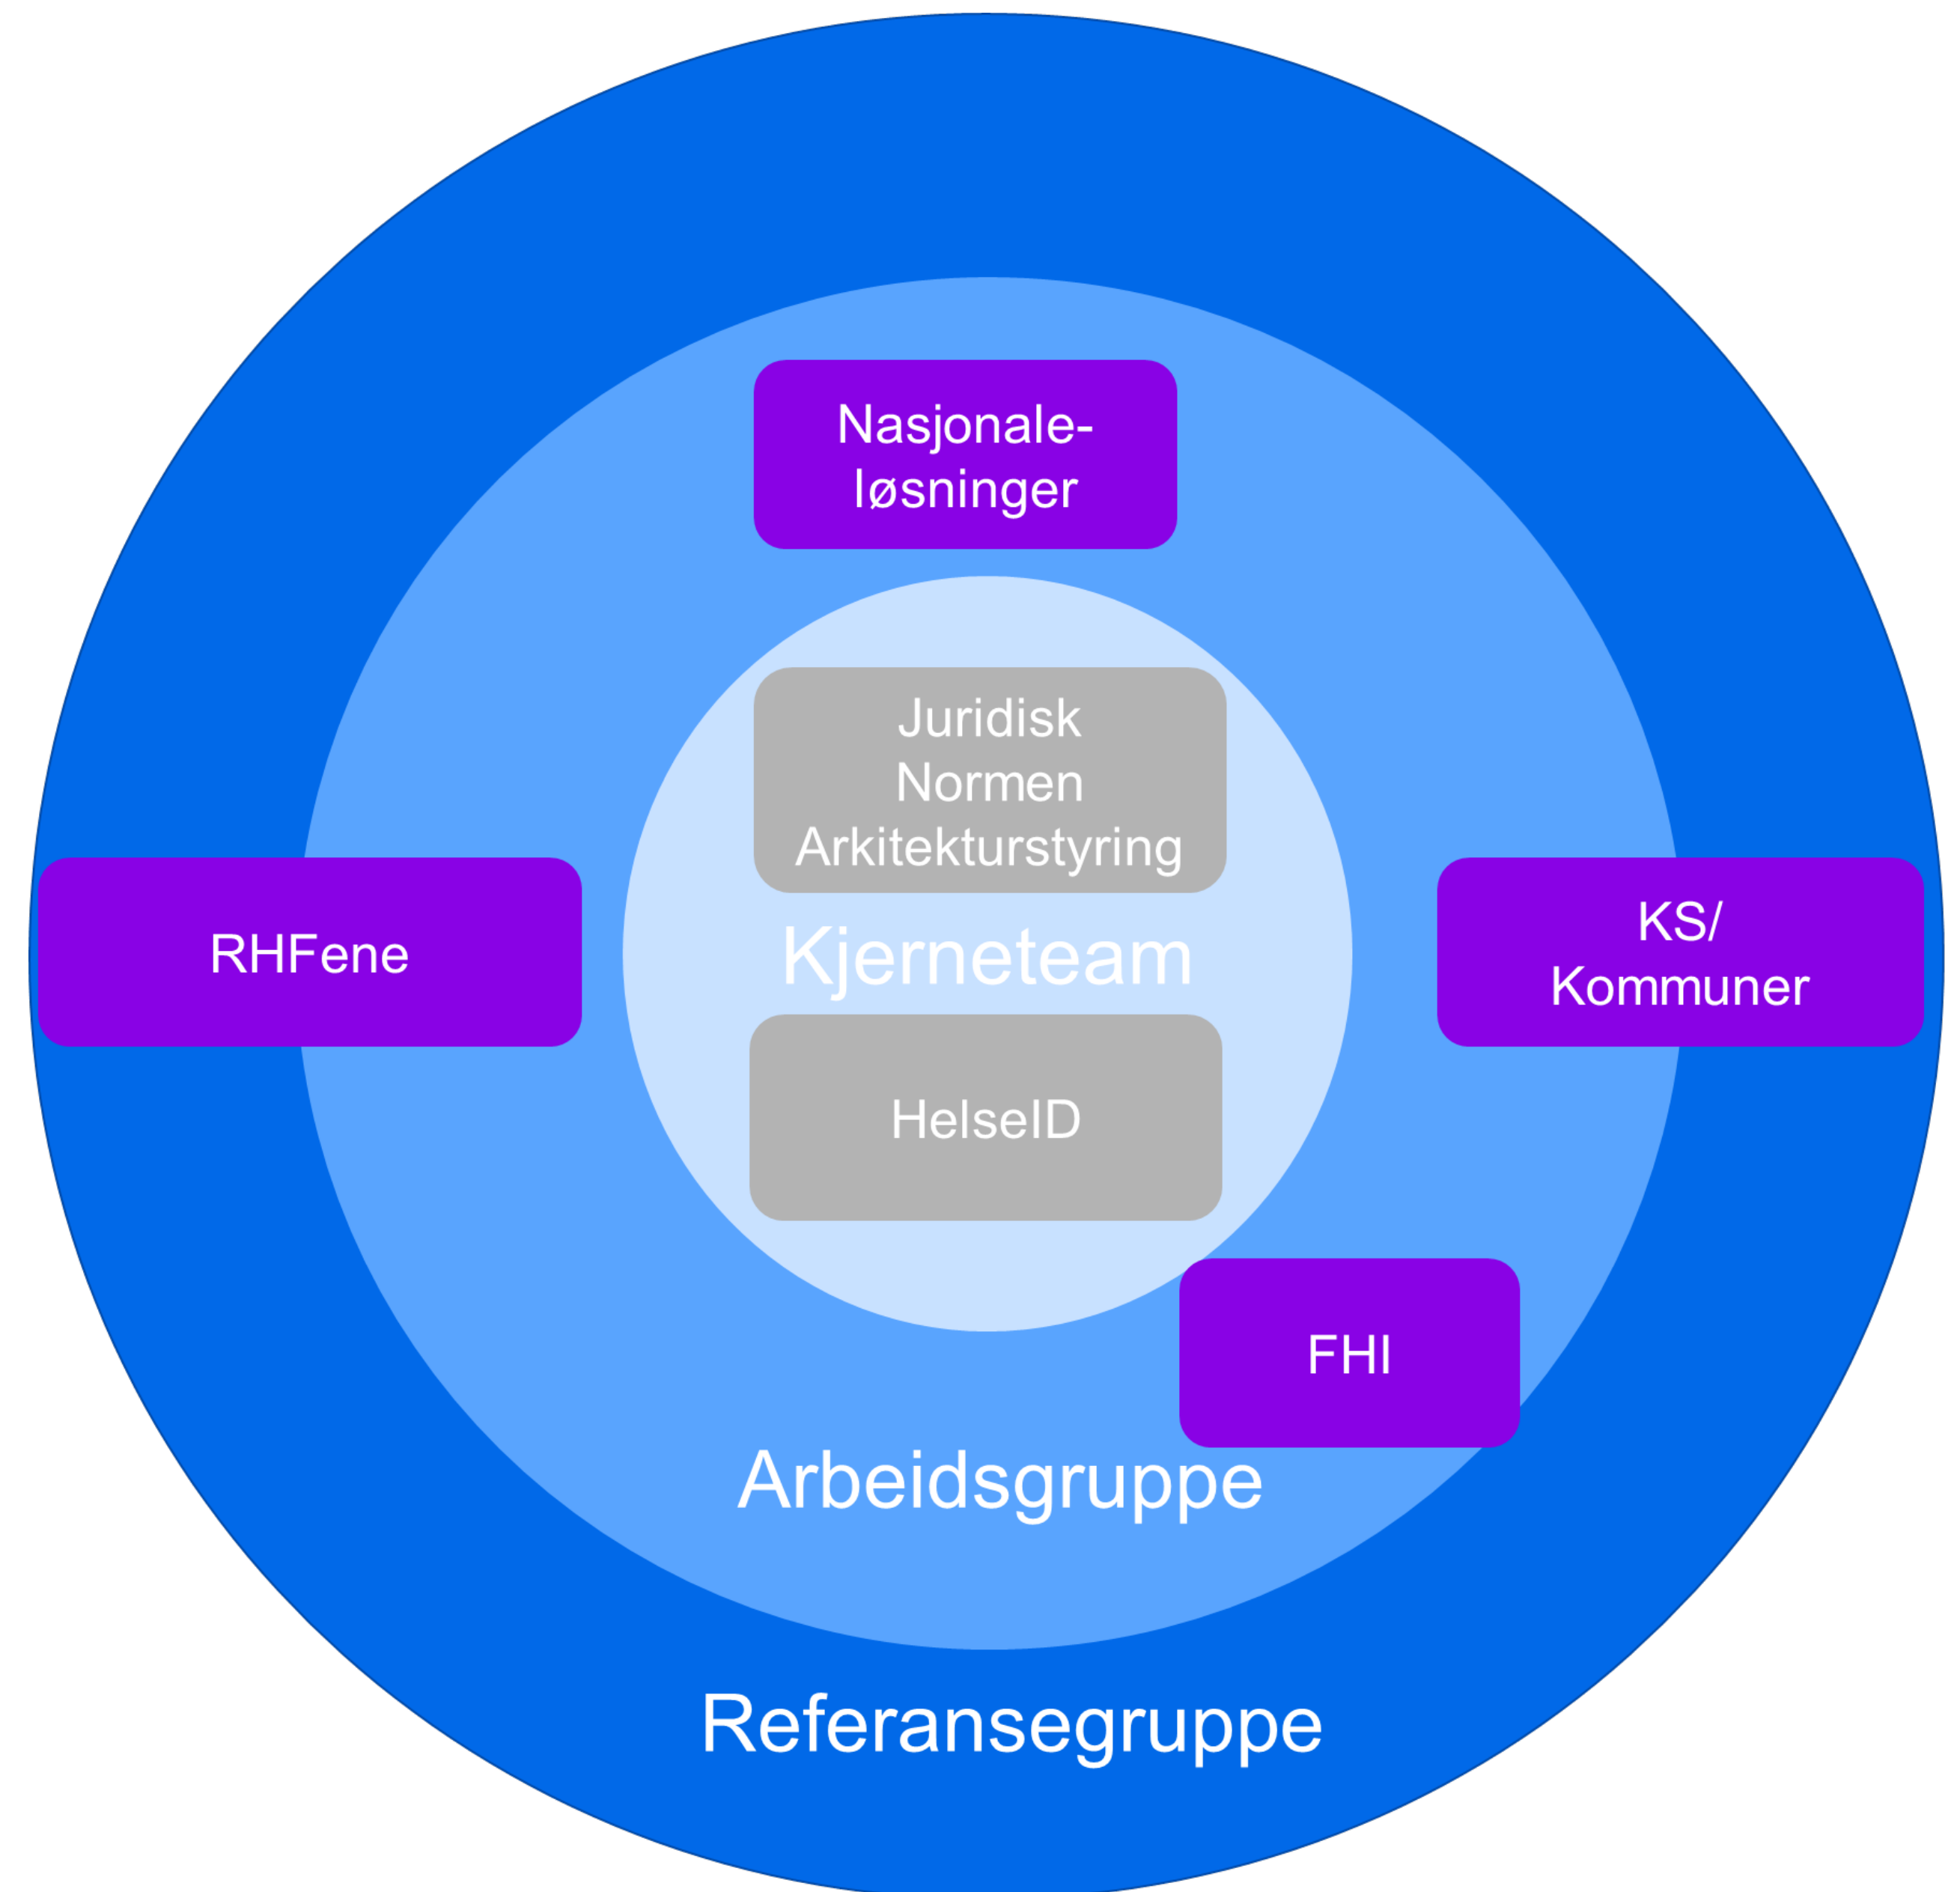 Nasjonale-
løsninger
Juridisk
Normen
Arkitekturstyring
RHFene
Kjerneteam
KS/
Kommuner
HelseID
FHI
Arbeidsgruppe
Referansegruppe